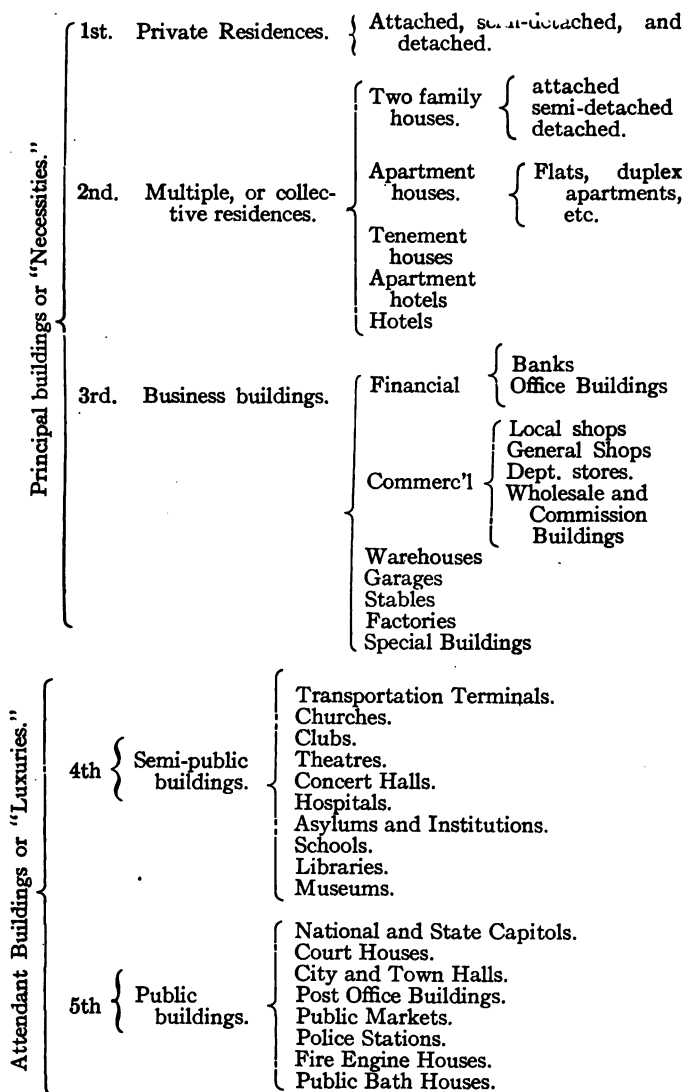 Principal buildings or "Necessities."
1st. Private Residences.
Attached, semi-detached, and
detached.
2nd. Multiple, or collec-
tive residences.
Two family
houses.
attached
semi-detached
detached.
Apartment
houses.
Flats, duplex
apartments,
etc.
Tenement
houses
Apartment
hotels
Hotels
3rd. Business buildings.
Financial
Banks
Office Buildings
Commerc'l
Local shops
General Shops
Dept. stores.
Wholesale and
Commission
Buildings
Warehouses
Garages
Stables
Factories
Special Buildings
Attendant Buildings or "Luxuries."
4th Semi-public
buildings.
Transportation Terminals.
Churches.
Clubs.
Theatres.
Concert Halls.
Hospitals.
Asylums and Institutions.
Schools.
Libraries.
Museums.
5th Public
buildings.
National and State Capitols.
Court Houses.
City and Town Halls.
Post Office Buildings.
Public Markets.
Police Stations.
Fire Engine Houses.
Public Bath Houses.